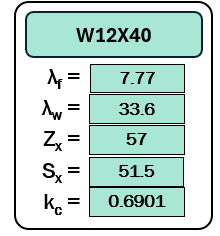 W12X40
λf = 7.77
λw = 33.6
Zx = 57
Sx = 51.5
kc = 0.6901